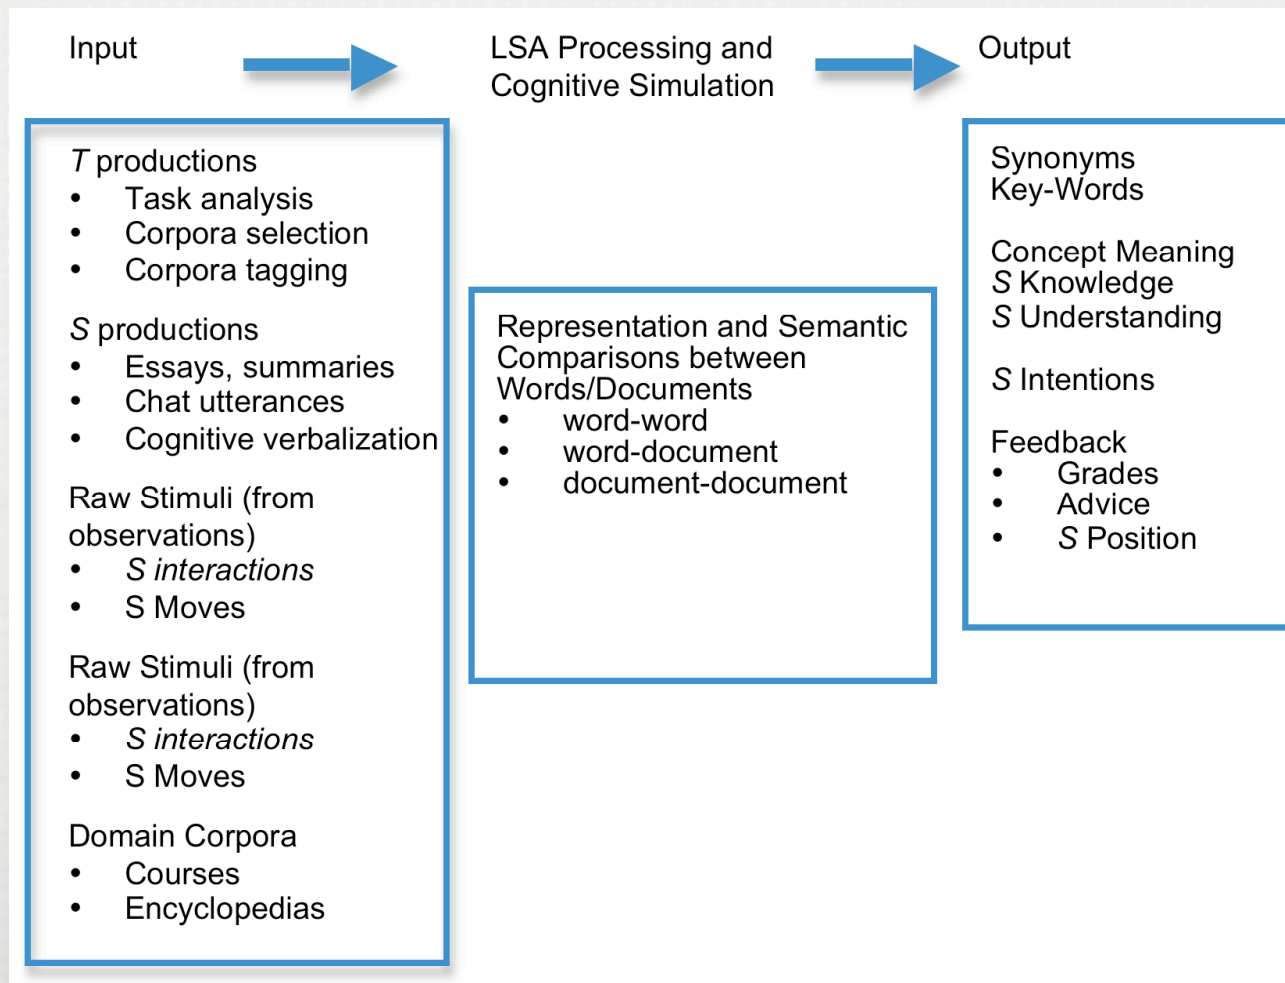 Input
LSA Processing and
Cognitive Simulation
Output
T productions
• Task analysis
• Corpora selection
• Corpora tagging
S productions
• Essays, summaries
• Chat utterances
• Cognitive verbalization
Raw Stimuli (from
observations)
• S interactions
• S Moves
Raw Stimuli (from
observations)
• S interactions
• S Moves
Domain Corpora
• Courses
• Encyclopedias
Representation and Semantic
Comparisons between
Words/Documents
• word-word
• word-document
• document-document
Synonyms
Key-Words
Concept Meaning
S Knowledge
S Understanding
S Intentions
Feedback
• Grades
• Advice
• S Position